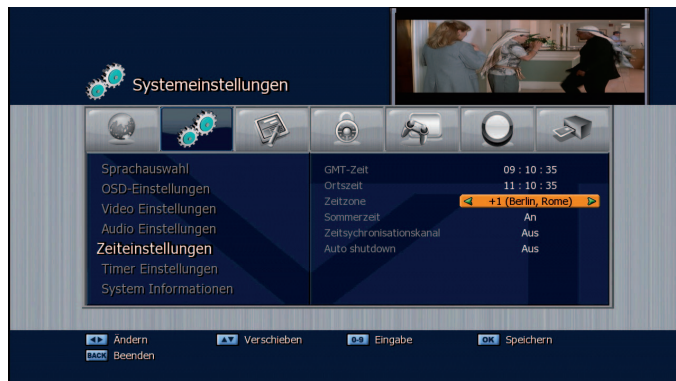 Systemeinstellungen
Sprachauswahl
OSD-Einstellungen
Video Einstellungen
Audio Einstellungen
Zeiteinstellungen
Timer Einstellungen
System Informationen
GMT-Zeit 09 : 10 : 35
Ortszeit 11 : 10 : 35
Zeitzone +1 (Berlin, Rome)
Sommerzeit An
Zeitsychronisationskanal Aus
Auto shutdown Aus
Ändern Verschieben 0-9 Eingabe OK Speichern
BACK Beenden